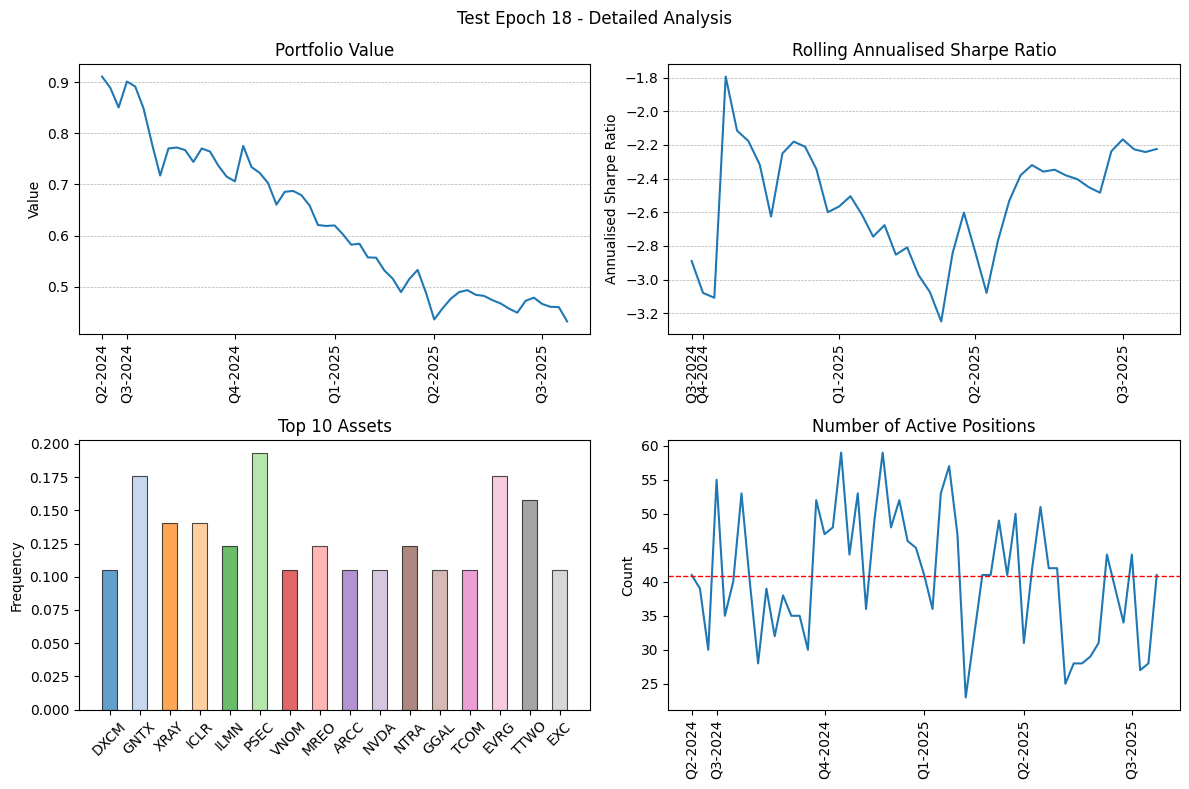 Test Epoch 18 - Detailed Analysis
Portfolio Value
Value
0.9
0.8
0.7
0.6
0.5
Q2-2024
Q3-2024
Q4-2024
Q1-2025
Q2-2025
Q3-2025
Rolling Annualised Sharpe Ratio
Annualised Sharpe Ratio
−1.8
−2.0
−2.2
−2.4
−2.6
−2.8
−3.0
−3.2
Q3-2024
Q4-2024
Q1-2025
Q2-2025
Q3-2025
Top 10 Assets
Frequency
0.200
0.175
0.150
0.125
0.100
0.075
0.050
0.025
0.000
DXCM
GNTX
XRAY
ICLR
ILMN
PSEC
VNOM
MREO
ARCC
NVDA
NTRA
GGAL
TCOM
EVRG
TTWO
EXC
Number of Active Positions
Count
60
55
50
45
40
35
30
25
Q2-2024
Q3-2024
Q4-2024
Q1-2025
Q2-2025
Q3-2025